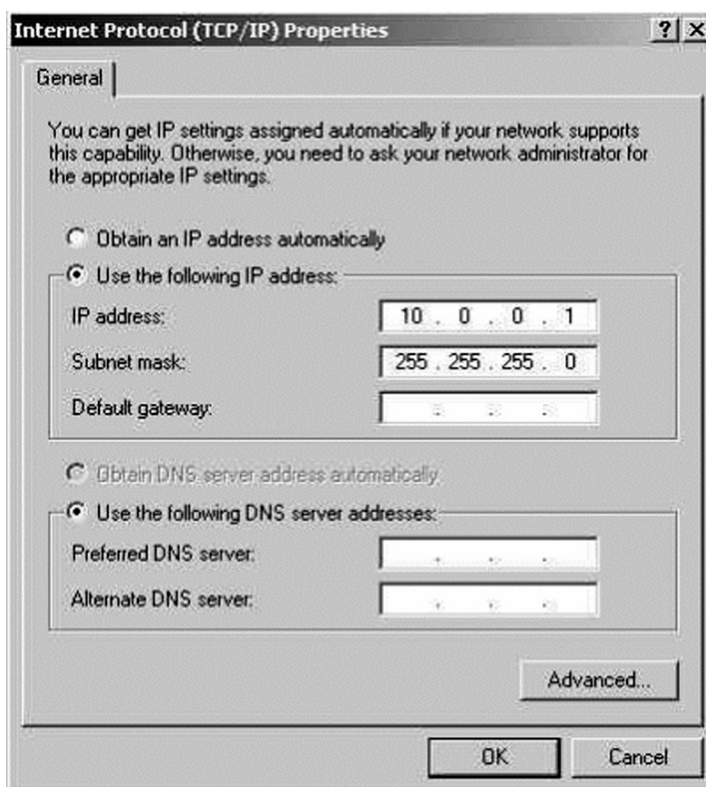 Internet Protocol (TCP/IP) Properties
General
You can get IP settings assigned automatically if your network supports
this capability. Otherwise, you need to ask your network administrator for
the appropriate IP settings.
Obtain an IP address automatically
Use the following IP address:
IP address: 10 . 0 . 0 . 1
Subnet mask: 255 . 255 . 255 . 0
Default gateway: . . .
Obtain DNS server address automatically
Use the following DNS server addresses:
Preferred DNS server: . . .
Alternate DNS server: . . .
Advanced...
OK Cancel